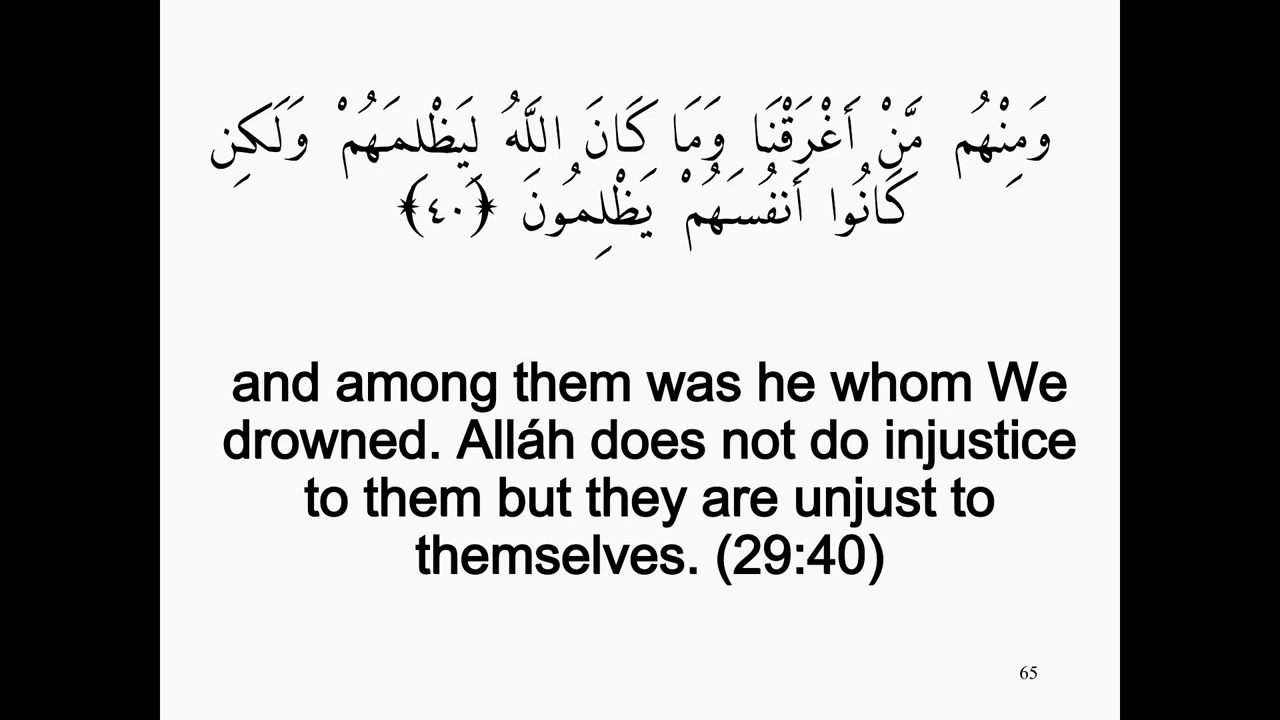 وَمِنْهُم مَّنْ أَغْرَقْنَا وَمَا كَانَ اللَّهُ لِيَظْلِمَهُمْ وَلَكِن
كَانُوا أَنفُسَهُمْ يَظْلِمُونَ ﴿٤٠﴾
and among them was he whom We
drowned. Alláh does not do injustice
to them but they are unjust to
themselves. (29:40)
65